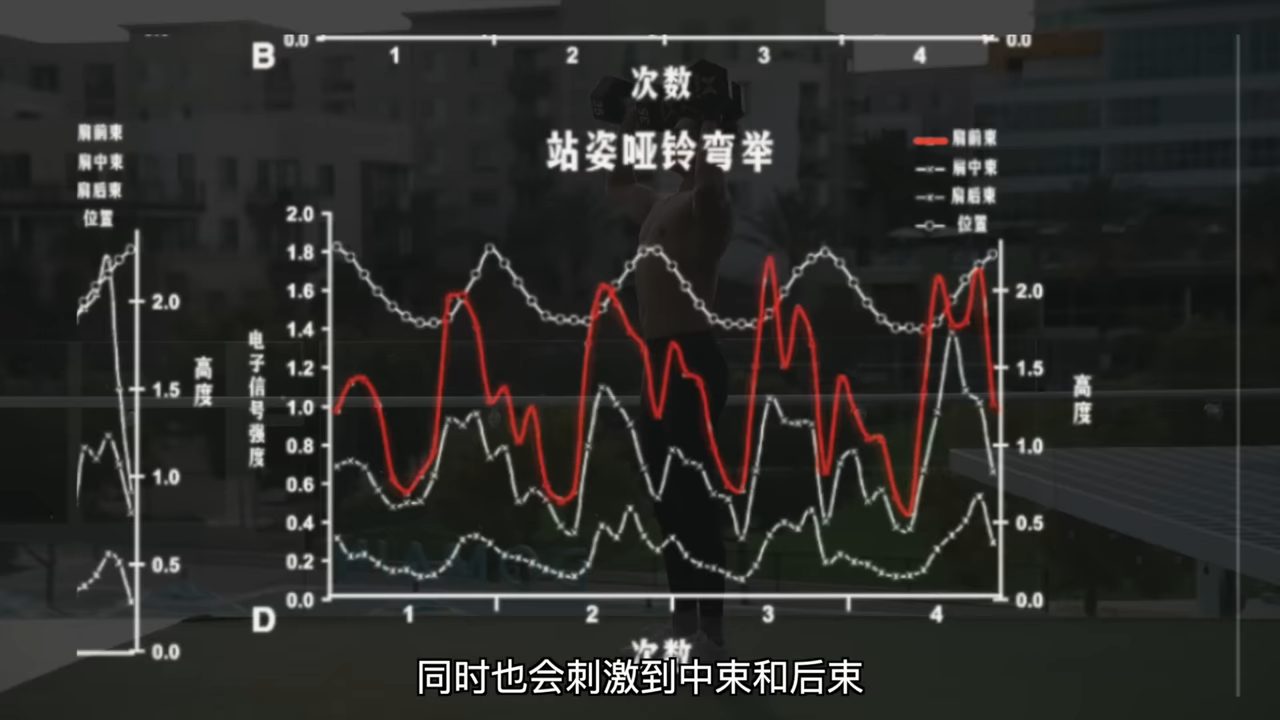 B
0.0
0.0
1 2 3 4
次数
站姿哑铃弯举
肩前束
肩中束
肩后束
位置
肩前束
肩中束
肩后束
位置
2.0
1.8
1.6
1.4
1.2
1.0
0.8
0.6
0.4
0.2
0.0
电子信号强度
2.0
1.5
1.0
0.5
0.0
高度
2.0
1.5
1.0
0.5
0.0
高度
D
1 2 3 4
次数
同时也会刺激到中束和后束